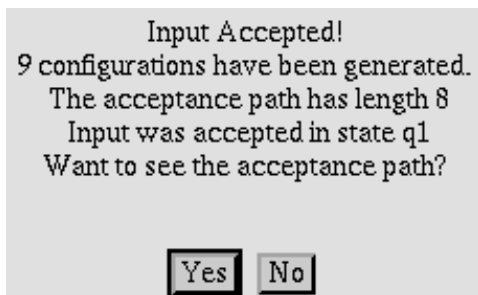 Input Accepted!
9 configurations have been generated.
The acceptance path has length 8
Input was accepted in state q1
Want to see the acceptance path?
Yes No